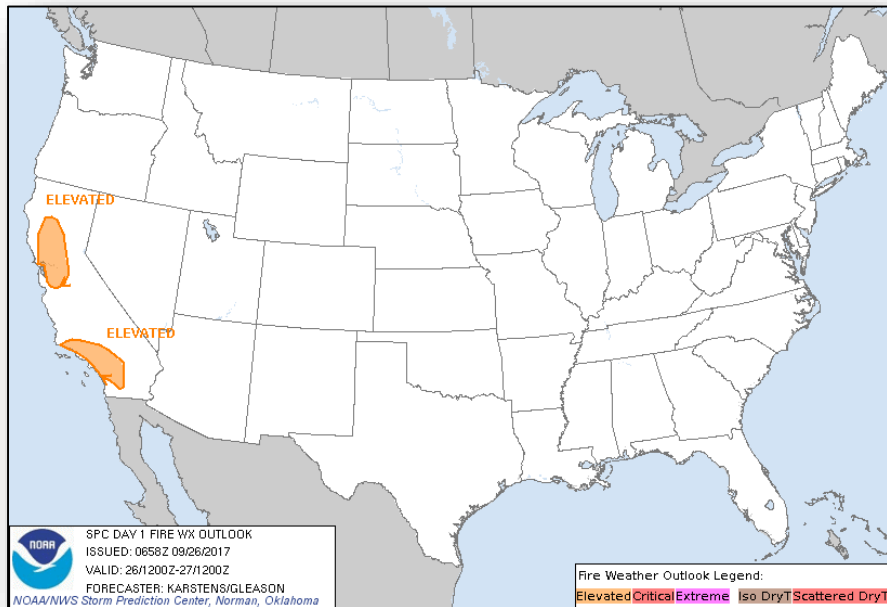 ELEVATED
ELEVATED
NOAA
SPC DAY 1 FIRE WX OUTLOOK
ISSUED: 0658Z 09/26/2017
VALID: 26/1200Z-27/1200Z
FORECASTER: KARSTENS/GLEASON
NOAA/NWS Storm Prediction Center, Norman, Oklahoma
Fire Weather Outlook Legend:
Elevated Critical Extreme Iso DryT Scattered DryT